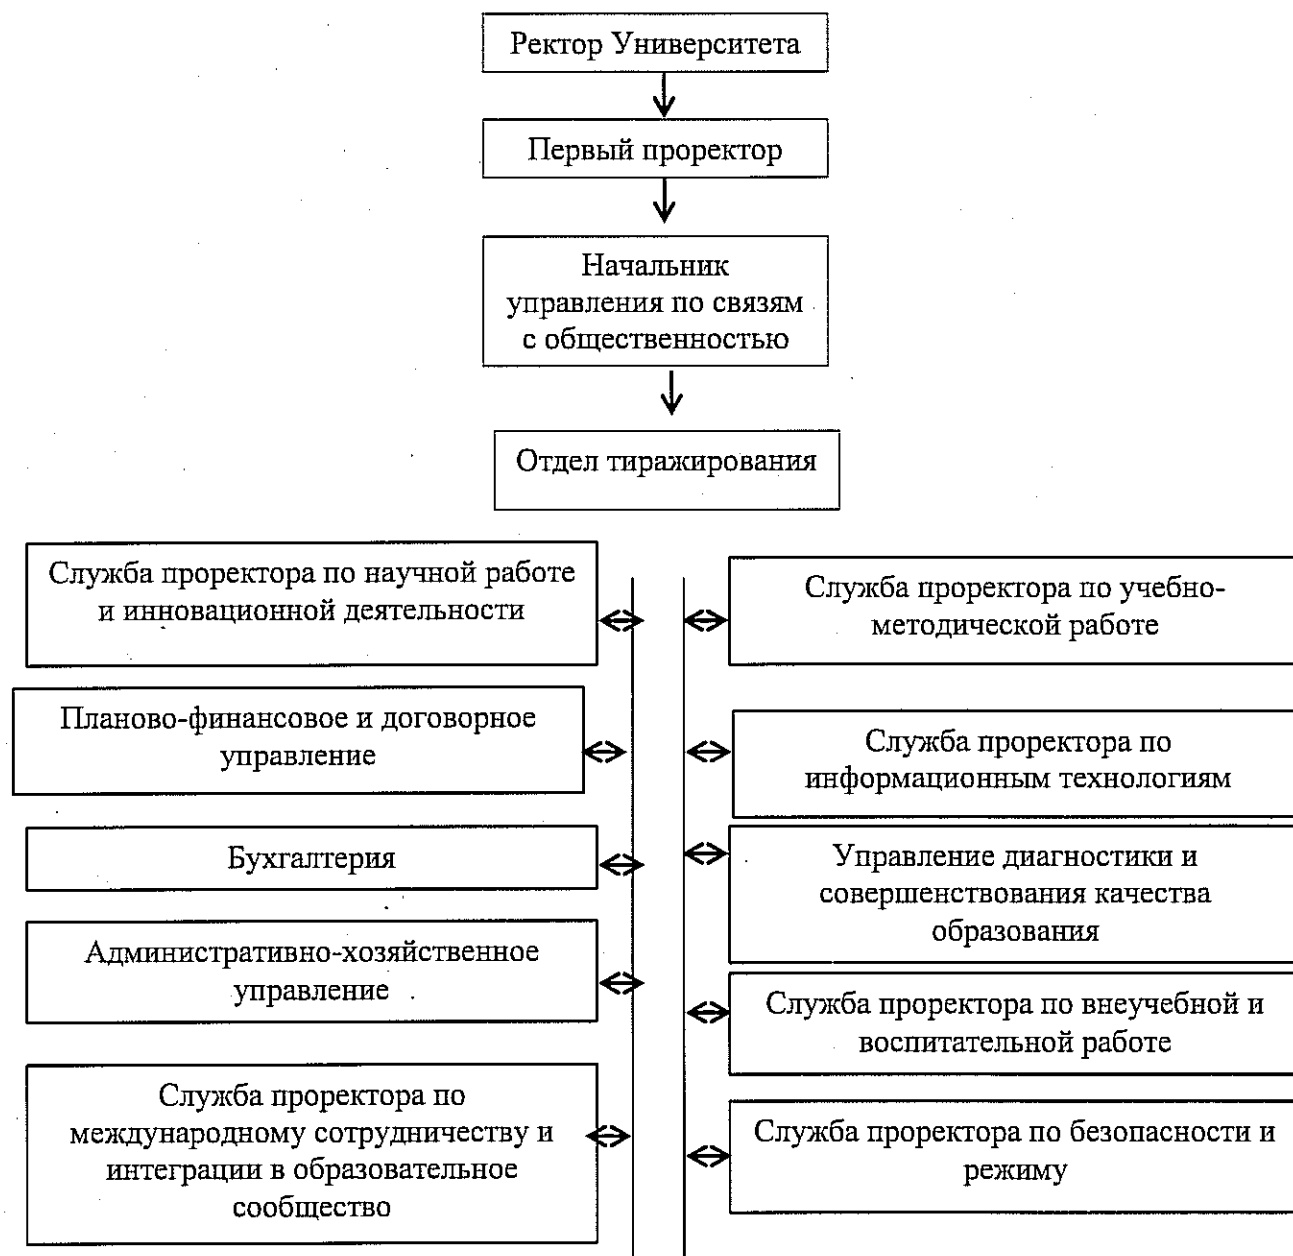 Ректор Университета
Первый проректор
Начальник
управления по связям
с общественностью
Отдел тиражирования
Служба проректора по научной работе
и инновационной деятельности
Планово-финансовое и договорное
управление
Бухгалтерия
Административно-хозяйственное
управление
Служба проректора по
международному сотрудничеству и
интеграции в образовательное
сообщество
Служба проректора по учебно-
методической работе
Служба проректора по
информационным технологиям
Управление диагностики и
совершенствования качества
образования
Служба проректора по внеучебной и
воспитательной работе
Служба проректора по безопасности и
режиму